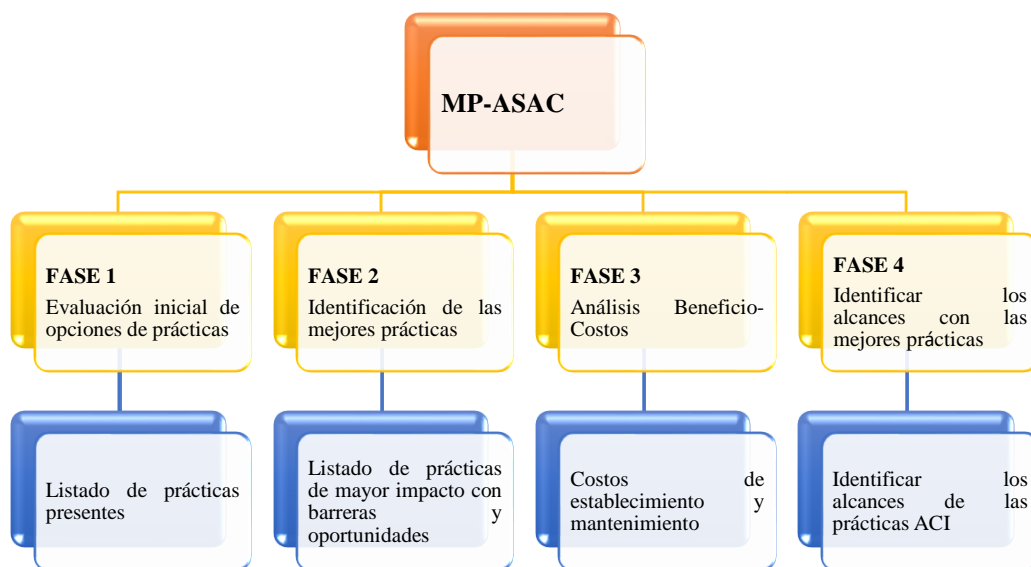 MP-ASAC
FASE 1
Evaluación inicial de
opciones de prácticas
FASE 2
Identificación de las
mejores prácticas
FASE 3
Análisis Beneficio-
Costos
FASE 4
Identificar los
alcances con las
mejores prácticas
Listado de prácticas
presentes
Listado de prácticas
de mayor impacto con
barreras y
oportunidades
Costos de
establecimiento y
mantenimiento
Identificar los
alcances de las
prácticas ACI